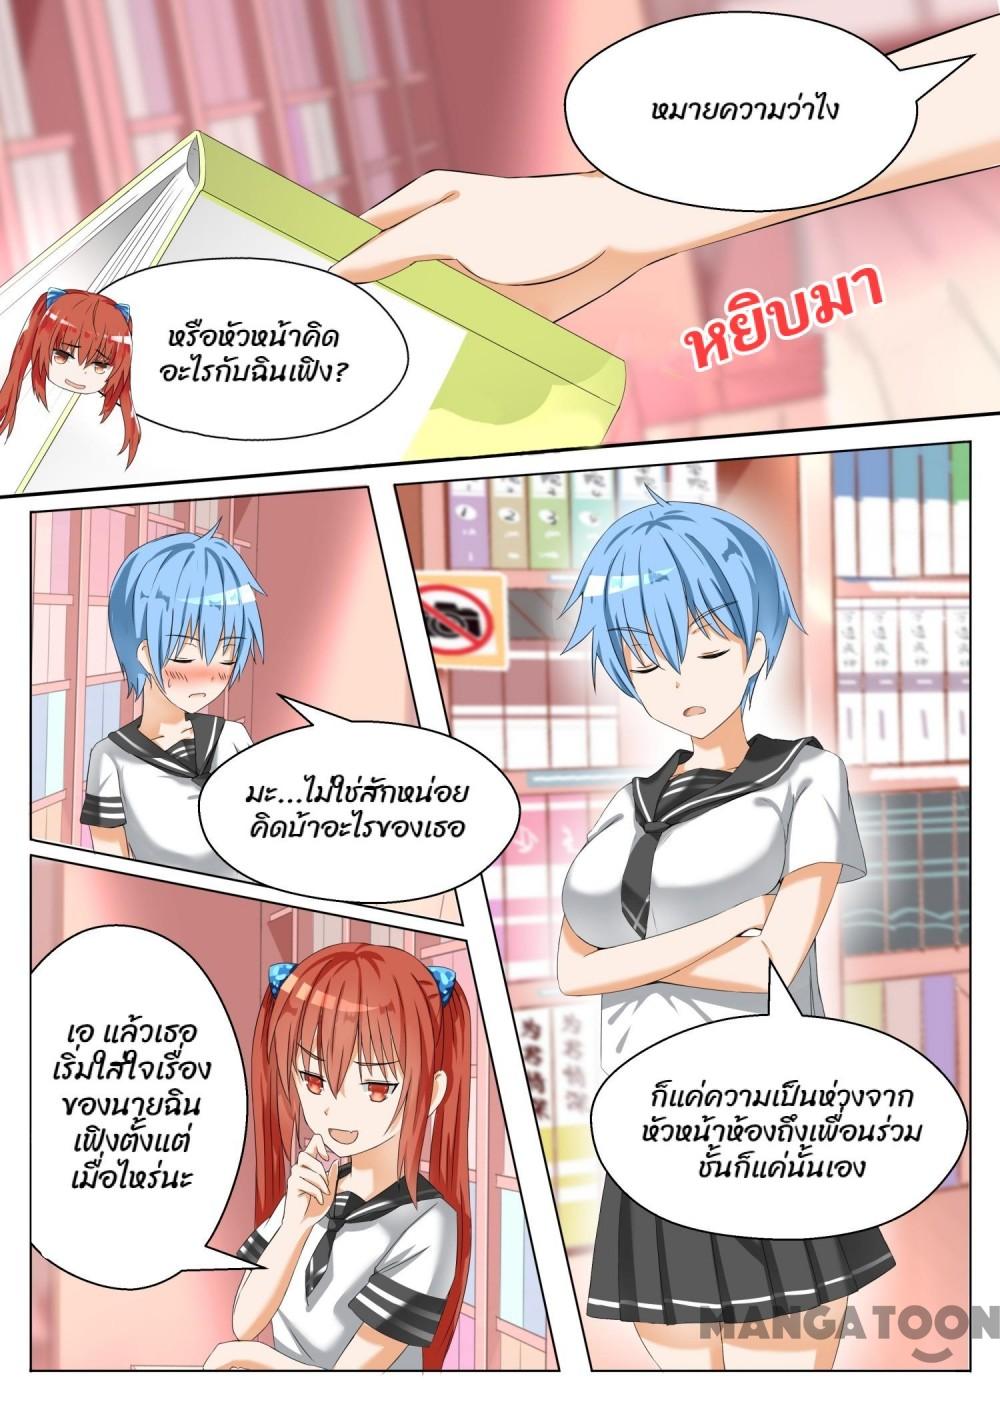 หมายความว่าไง
หยิบมา
หรือหัวหน้าคิด
อะไรกับฉินเฟิง?
มะ...ไม่ใช่สักหน่อย
คิดบ้าอะไรของเธอ
ก็แค่ความเป็นห่วงจาก
หัวหน้าห้องถึงเพื่อนร่วม
ชั้นก็แค่นั้นเอง
เอ แล้วเธอ
เริ่มใส่ใจเรื่อง
ของนายฉิน
เฟิงตั้งแต่
เมื่อไหร่นะ
MANGATOON